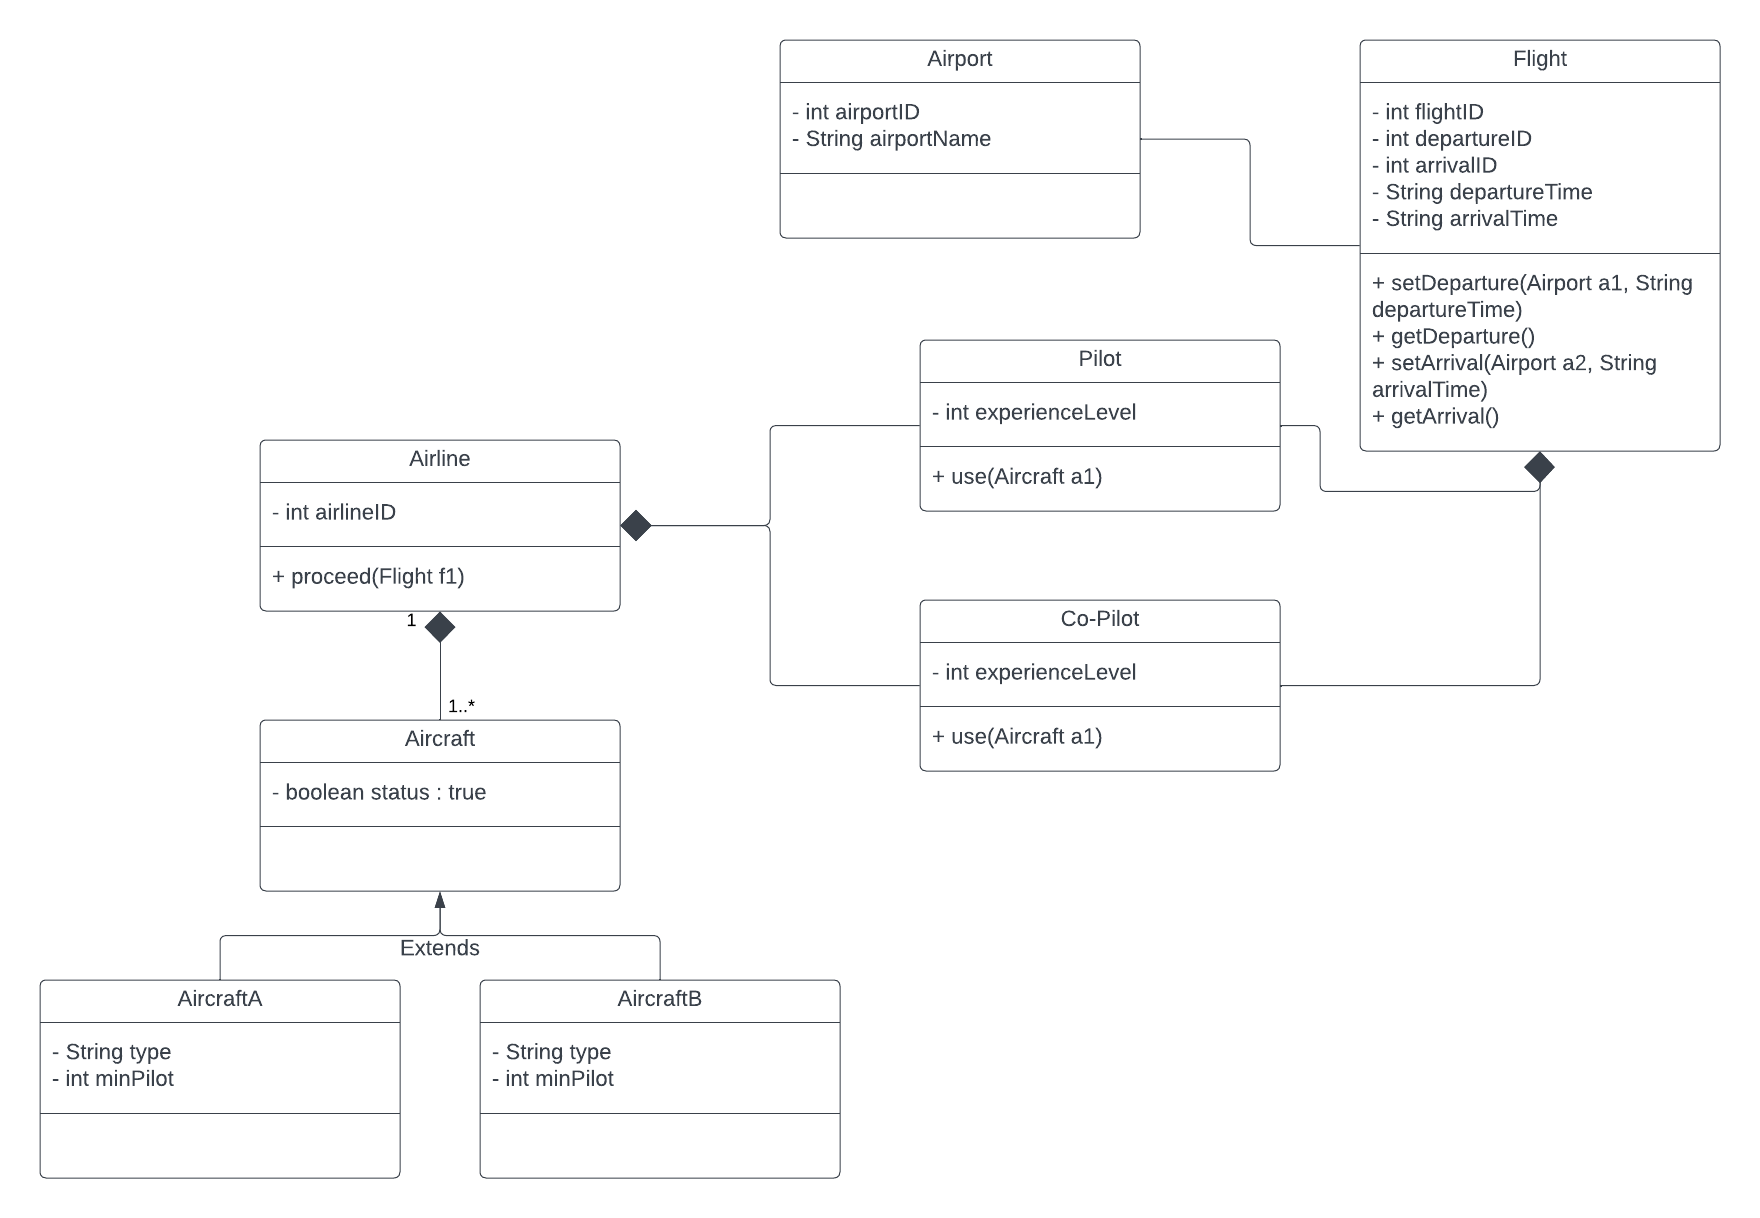 Airport
- int airportID
- String airportName
Flight
- int flightID
- int departureID
- int arrivalID
- String departureTime
- String arrivalTime
+ setDeparture(Airport a1, String
departureTime)
+ getDeparture()
+ setArrival(Airport a2, String
arrivalTime)
+ getArrival()
Pilot
- int experienceLevel
+ use(Aircraft a1)
Airline
- int airlineID
+ proceed(Flight f1)
1
1..*
Co-Pilot
- int experienceLevel
+ use(Aircraft a1)
Aircraft
- boolean status : true
Extends
AircraftA
- String type
- int minPilot
AircraftB
- String type
- int minPilot